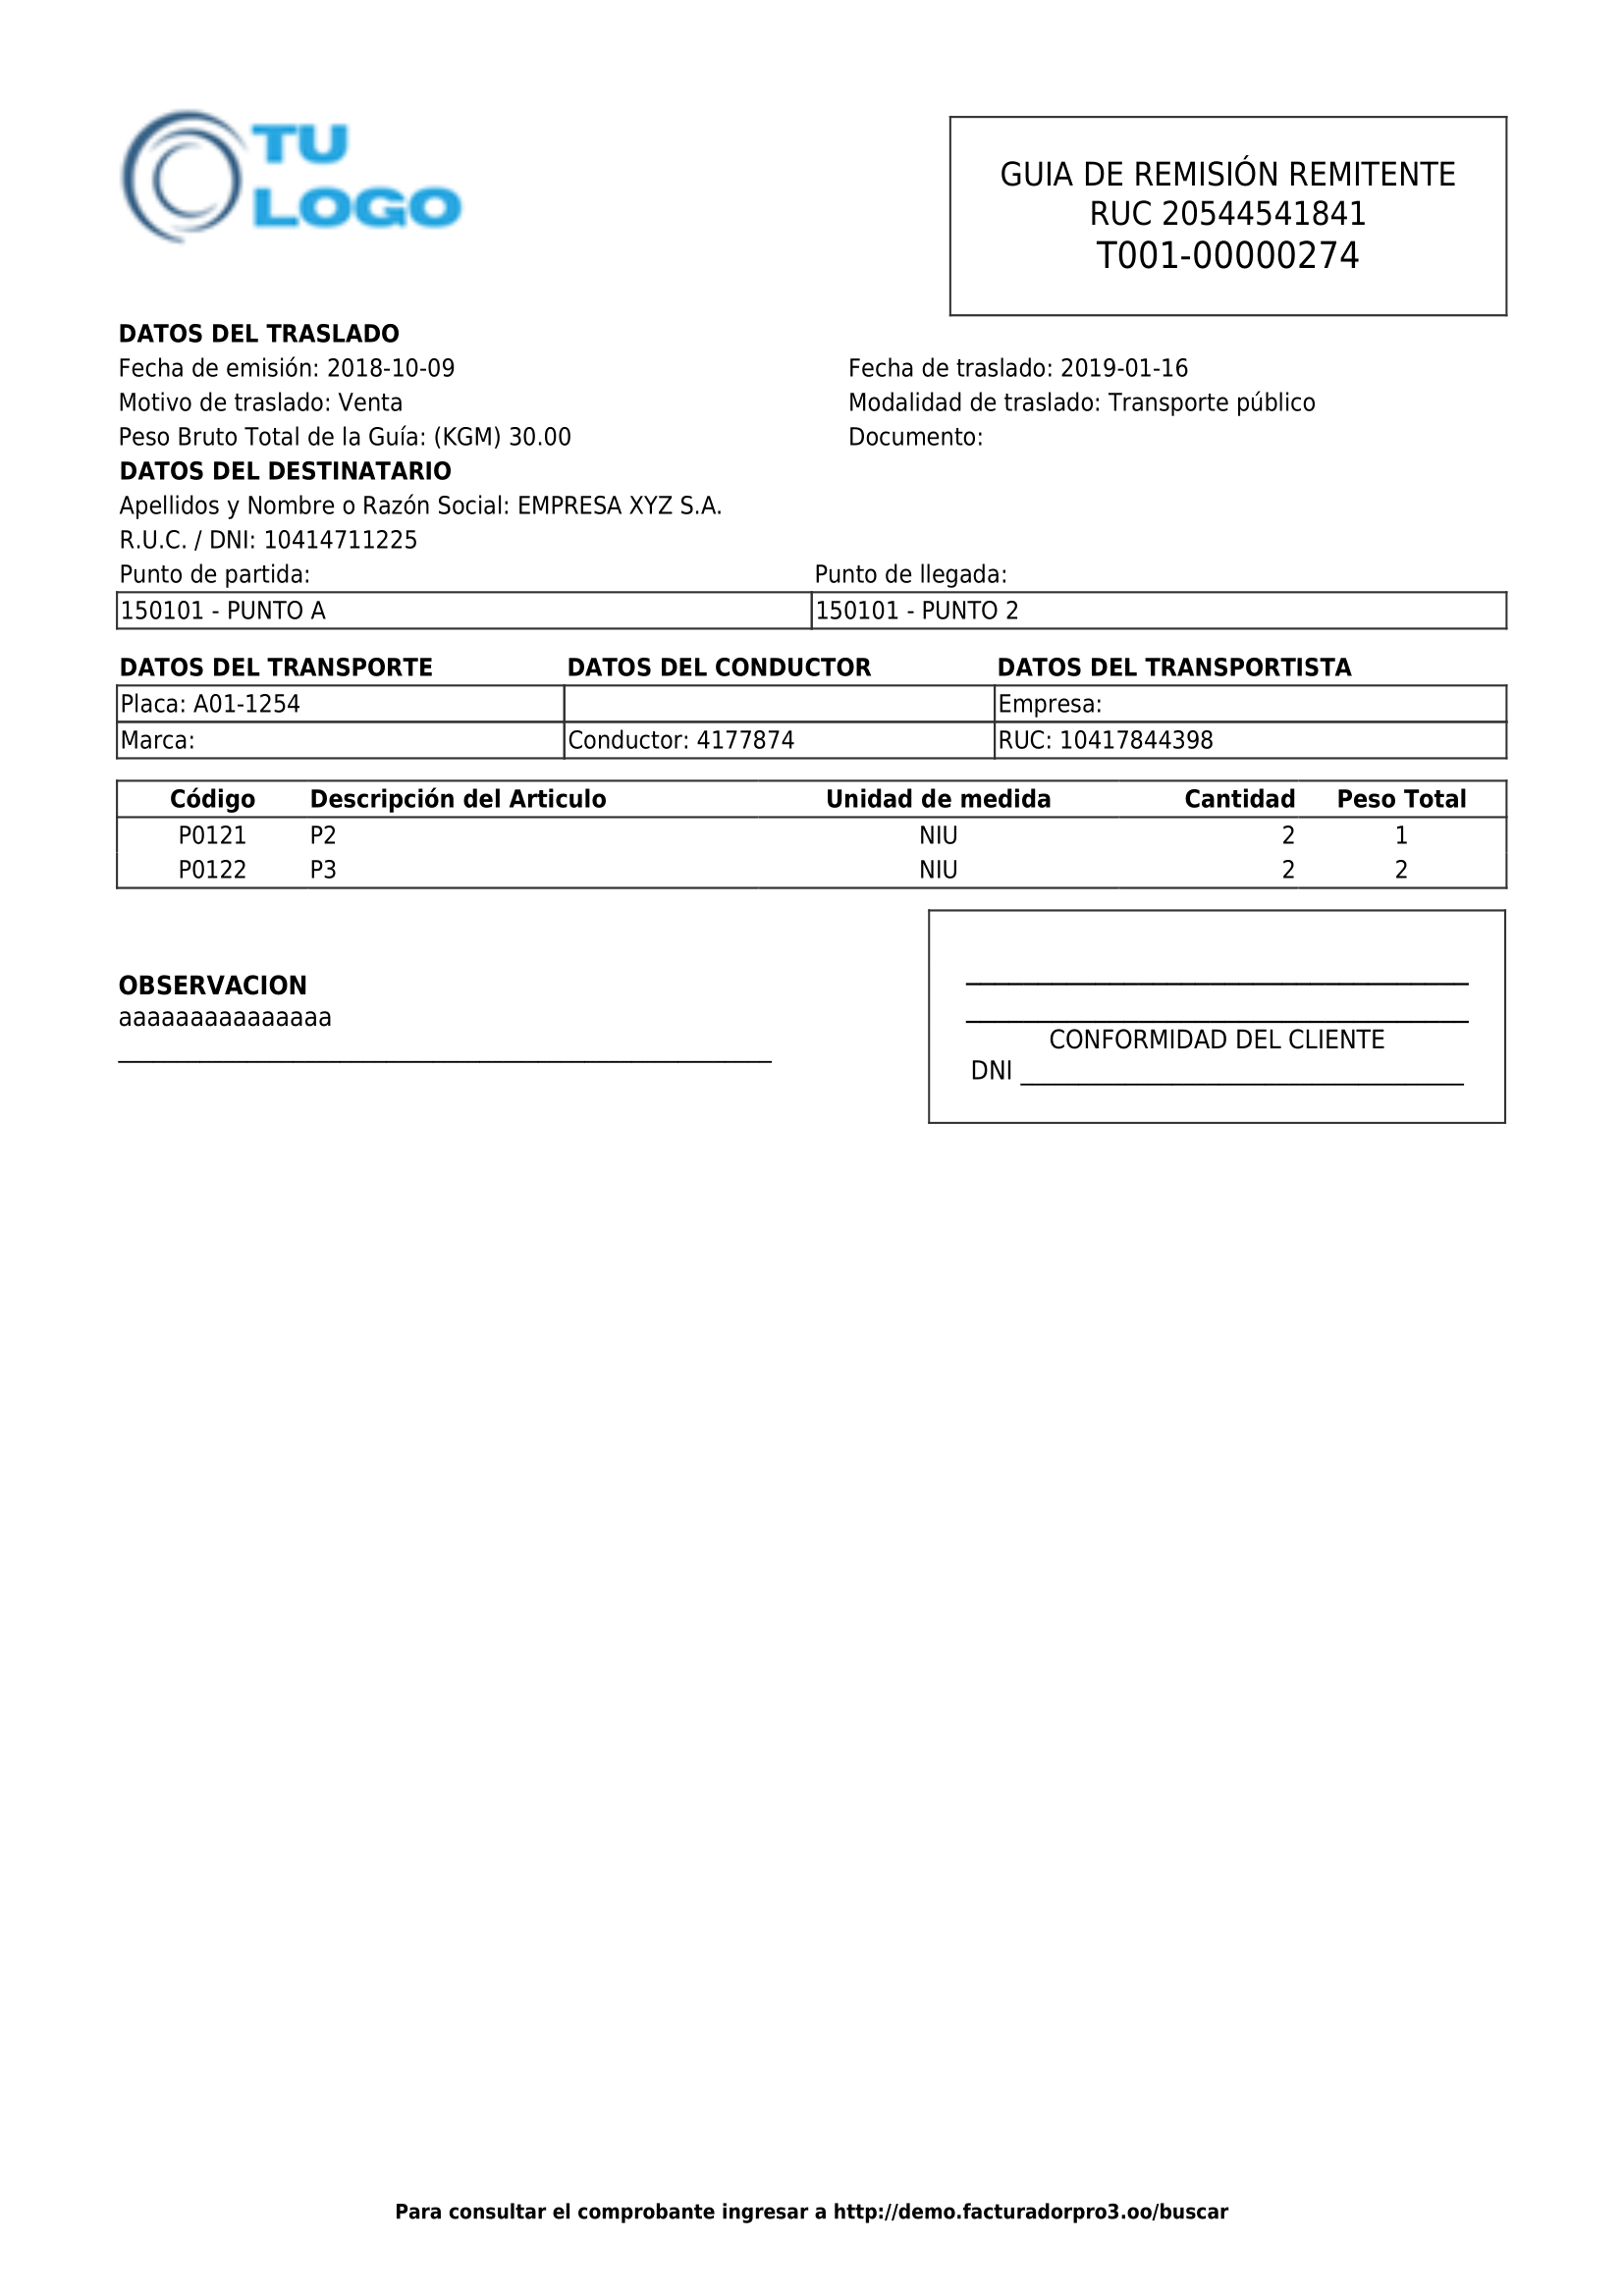 TU
LOGO
GUIA DE REMISIÓN REMITENTE
RUC 20544541841
T001-00000274
DATOS DEL TRASLADO
Fecha de emisión: 2018-10-09 Fecha de traslado: 2019-01-16
Motivo de traslado: Venta Modalidad de traslado: Transporte público
Peso Bruto Total de la Guía: (KGM) 30.00 Documento:
DATOS DEL DESTINATARIO
Apellidos y Nombre o Razón Social: EMPRESA XYZ S.A.
R.U.C. / DNI: 10414711225
Punto de partida: Punto de llegada:
150101 - PUNTO A 150101 - PUNTO 2
DATOS DEL TRANSPORTE DATOS DEL CONDUCTOR DATOS DEL TRANSPORTISTA
Placa: A01-1254 Empresa:
Marca: Conductor: 4177874 RUC: 10417844398
Código Descripción del Articulo Unidad de medida Cantidad Peso Total
P0121 P2 NIU 2 1
P0122 P3 NIU 2 2
OBSERVACION
aaaaaaaaaaaaaaa
CONFORMIDAD DEL CLIENTE
DNI
Para consultar el comprobante ingresar a http://demo.facturadorpro3.oo/buscar